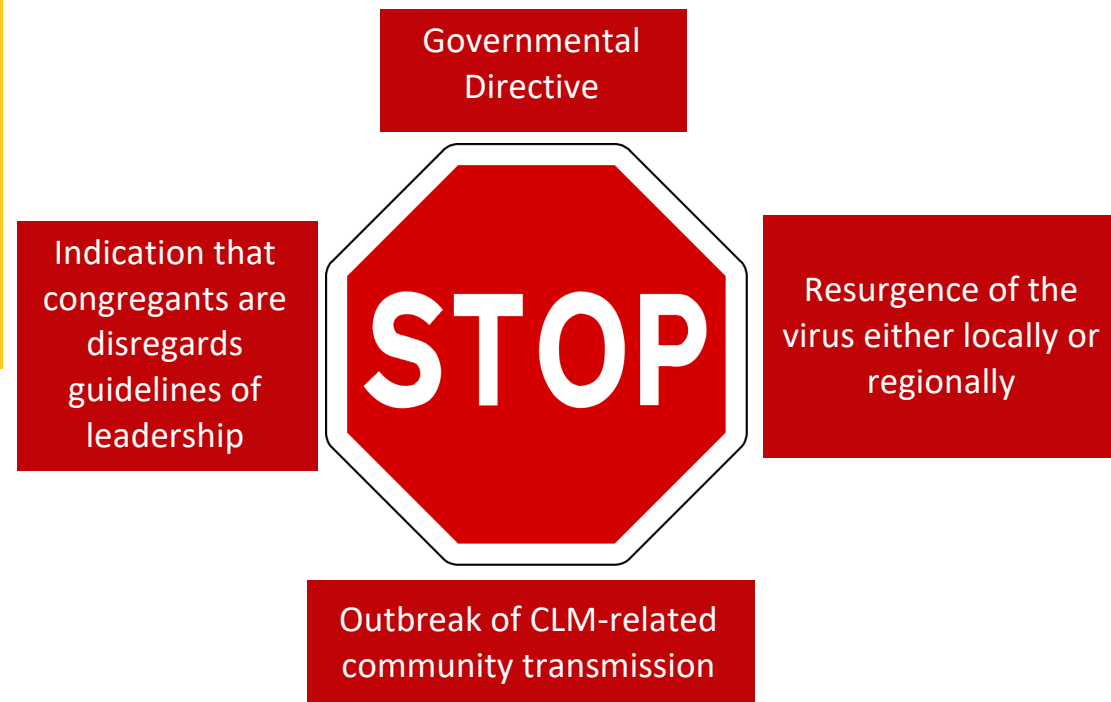 Governmental
Directive
Indication that
congregants are
disregards
guidelines of
leadership
STOP
Resurgence of the
virus either locally or
regionally
Outbreak of CLM-related
community transmission